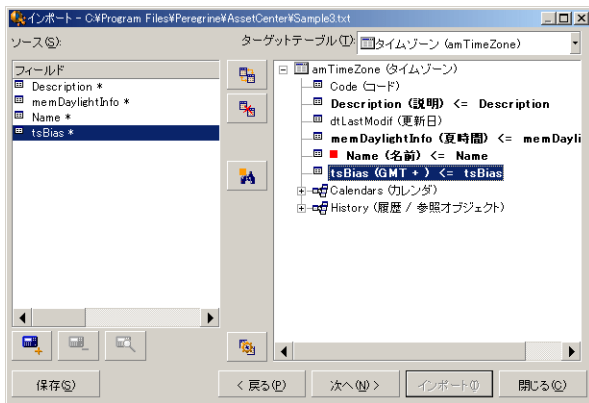 インポート - C:¥Program Files¥Peregrine¥AssetCenter¥Sample3.txt
ソース(S):
ターゲットテーブル(T): タイムゾーン (amTimeZone)
フィールド
Description *
memDaylightInfo *
Name *
tsBias *
amTimeZone (タイムゾーン)
Code (コード)
Description (説明) <= Description
dtLastModif (更新日)
memDaylightInfo (夏時間) <= memDayli
Name (名前) <= Name
tsBias (GMT + ) <= tsBias
Calendars (カレンダ)
History (履歴 / 参照オブジェクト)
保存(S)
< 戻る(P)
次へ(N) >
インポート(I)
閉じる(C)